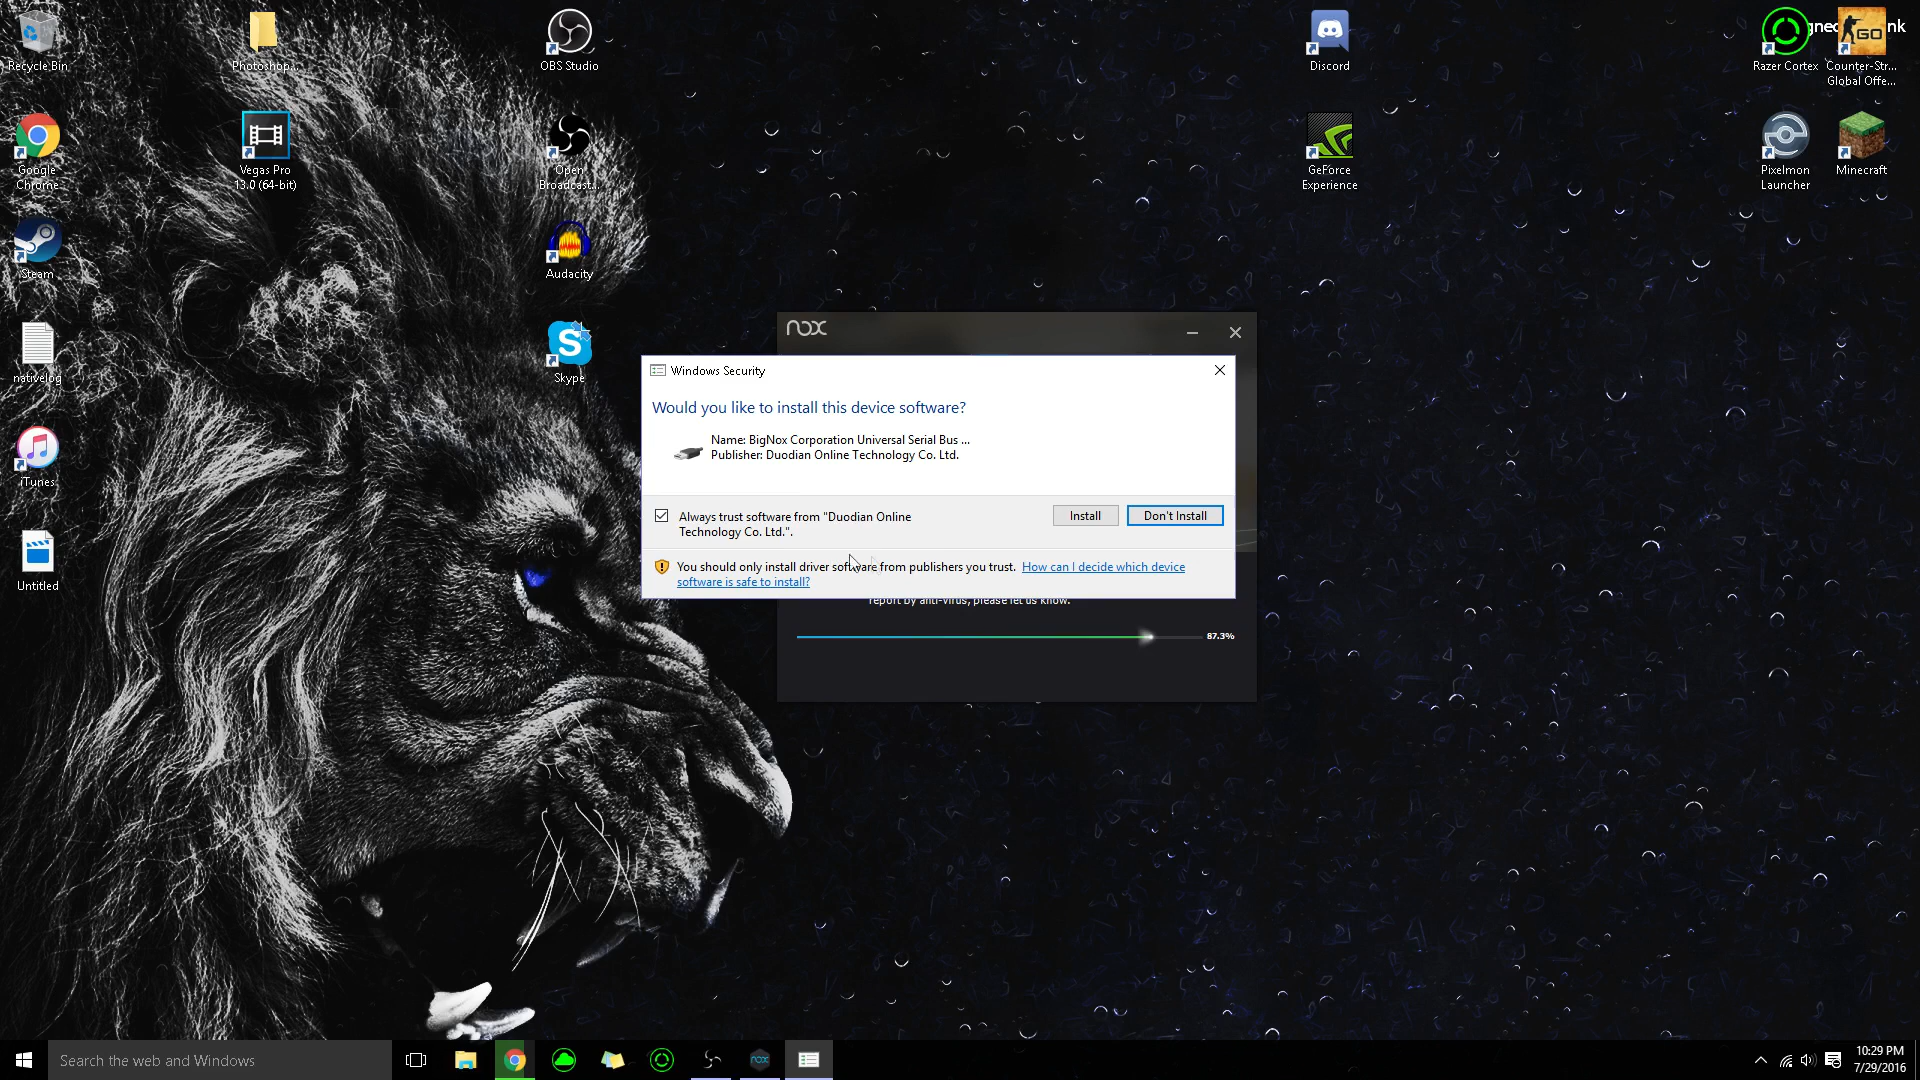 Recycle Bin
Photoshop...
OBS Studio
Discord
Razer Cortex
GO
Counter-Str...
Global Offe...
nk
Google
Chrome
Vegas Pro
13.0 (64-bit)
Open
Broadcast...
GeForce
Experience
Pixelmon
Launcher
Minecraft
Steam
Audacity
nativelog
S
Skype
iTunes
Untitled
nox
Windows Security
Would you like to install this device software?
Name: BigNox Corporation Universal Serial Bus ...
Publisher: Duodian Online Technology Co. Ltd.
Always trust software from "Duodian Online
Technology Co. Ltd.".
Install
Don't Install
You should only install driver software from publishers you trust. How can I decide which device
software is safe to install?
report by anti-virus, please let us know.
87.3%
Search the web and Windows
nox
10:29 PM
7/29/2016